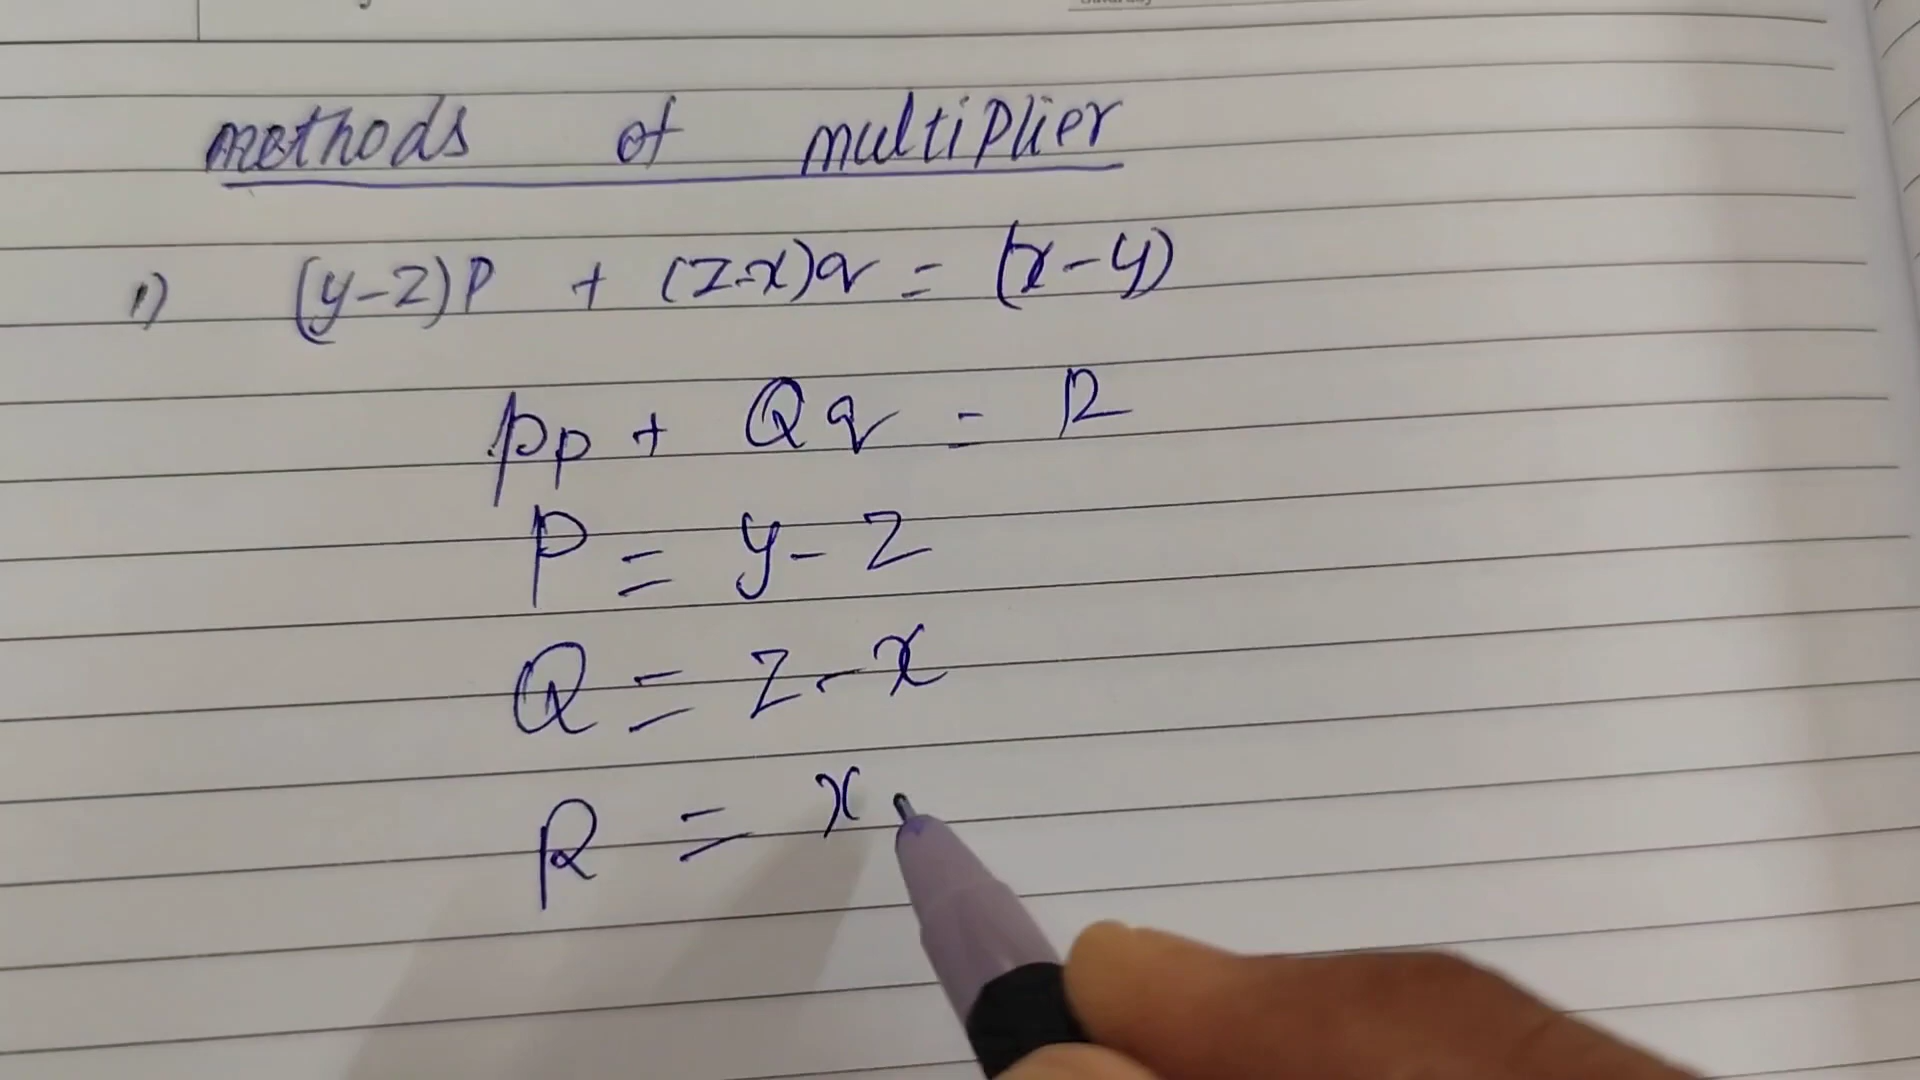 methods of multiplier
1) (y-z)p + (z-x)q = (x-y)
Pp + Qq = R
P = y-z
Q = z-x
R = x